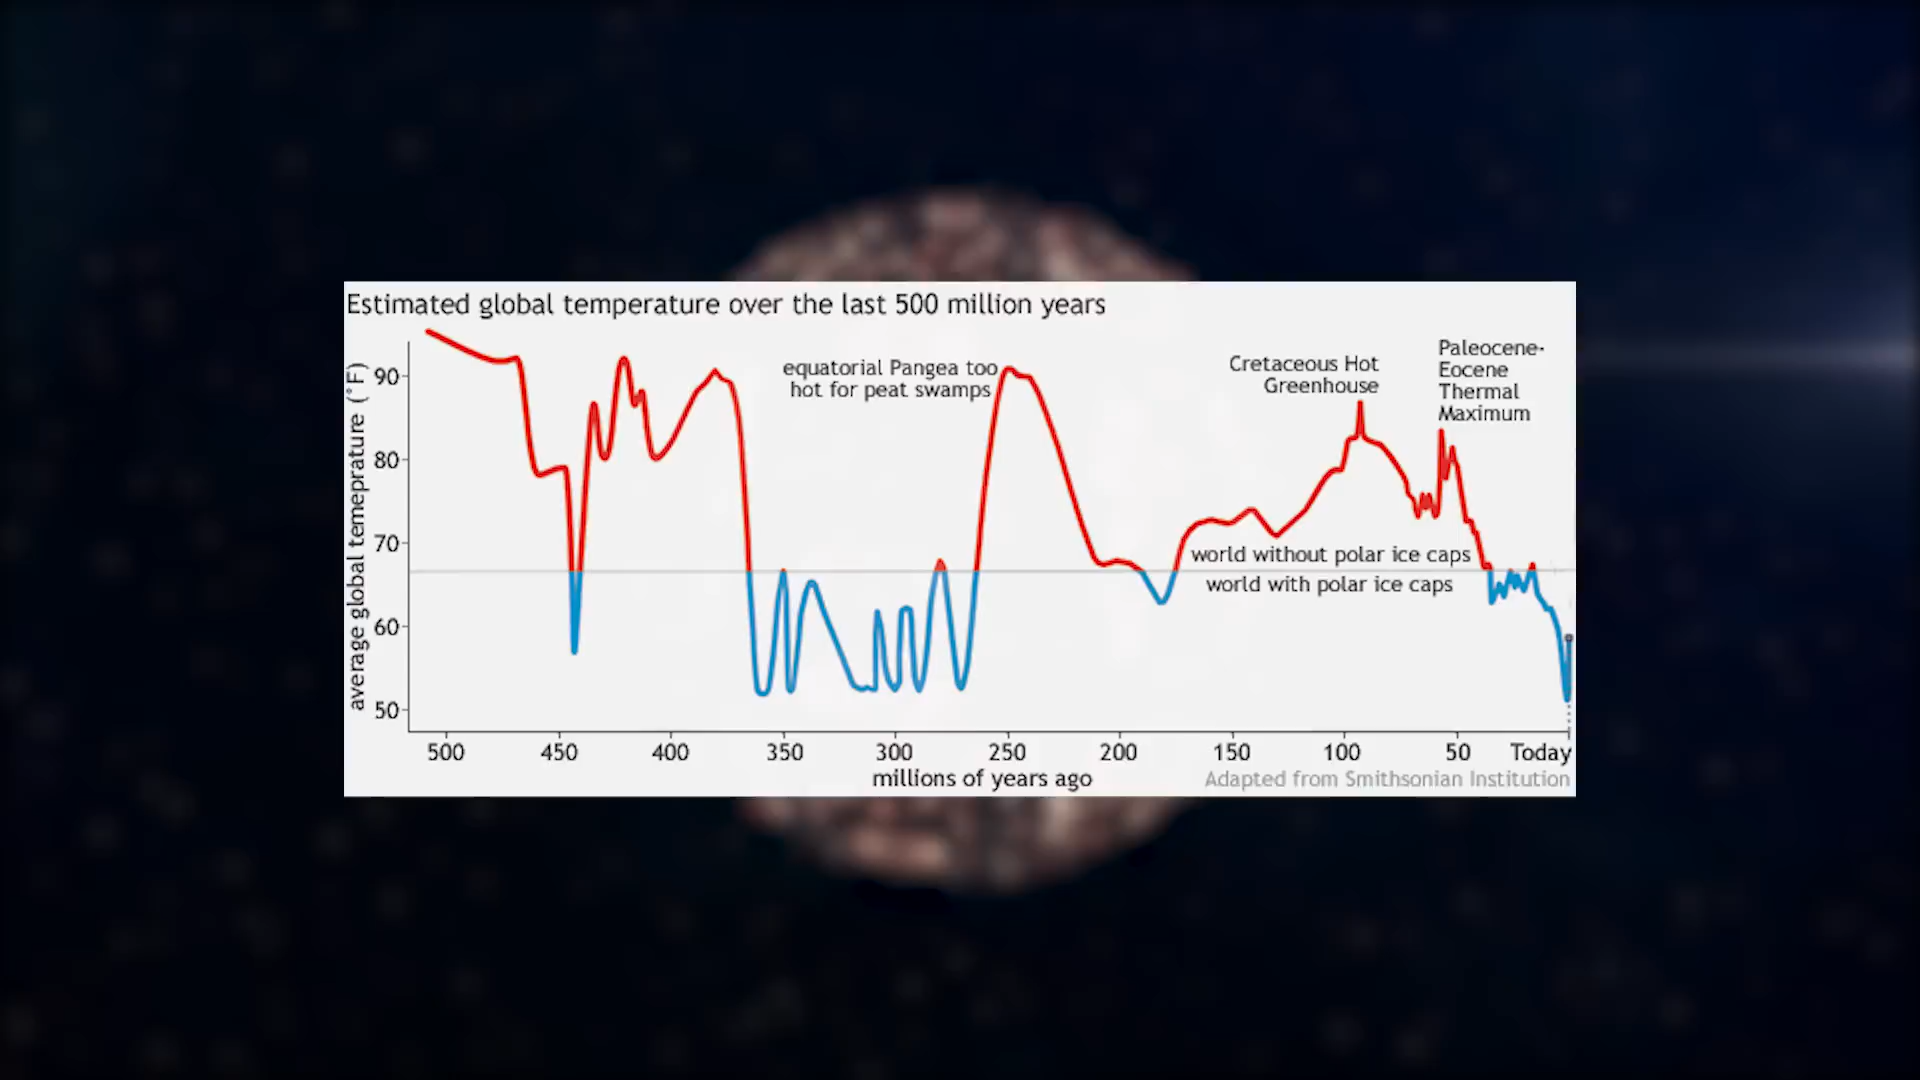 Estimated global temperature over the last 500 million years
average global temeprature (°F)
90
80
70
60
50
equatorial Pangea too
hot for peat swamps
Cretaceous Hot
Greenhouse
Paleocene-
Eocene
Thermal
Maximum
world without polar ice caps
world with polar ice caps
500 450 400 350 300 250 200 150 100 50 Today
millions of years ago
Adapted from Smithsonian Institution